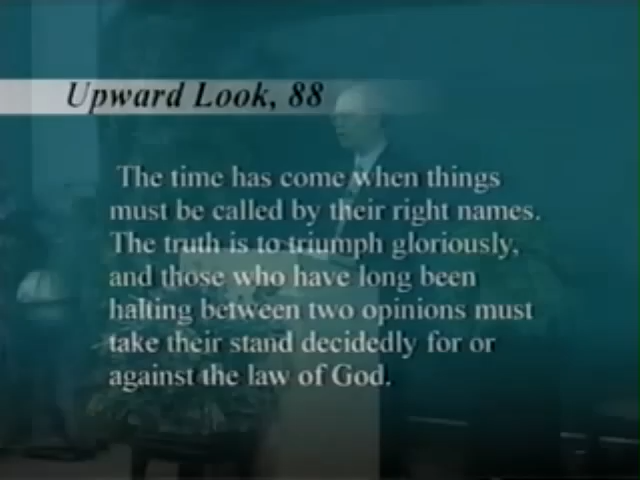 Upward Look, 88
The time has come when things
must be called by their right names.
The truth is to triumph gloriously,
and those who have long been
halting between two opinions must
take their stand decidedly for or
against the law of God.